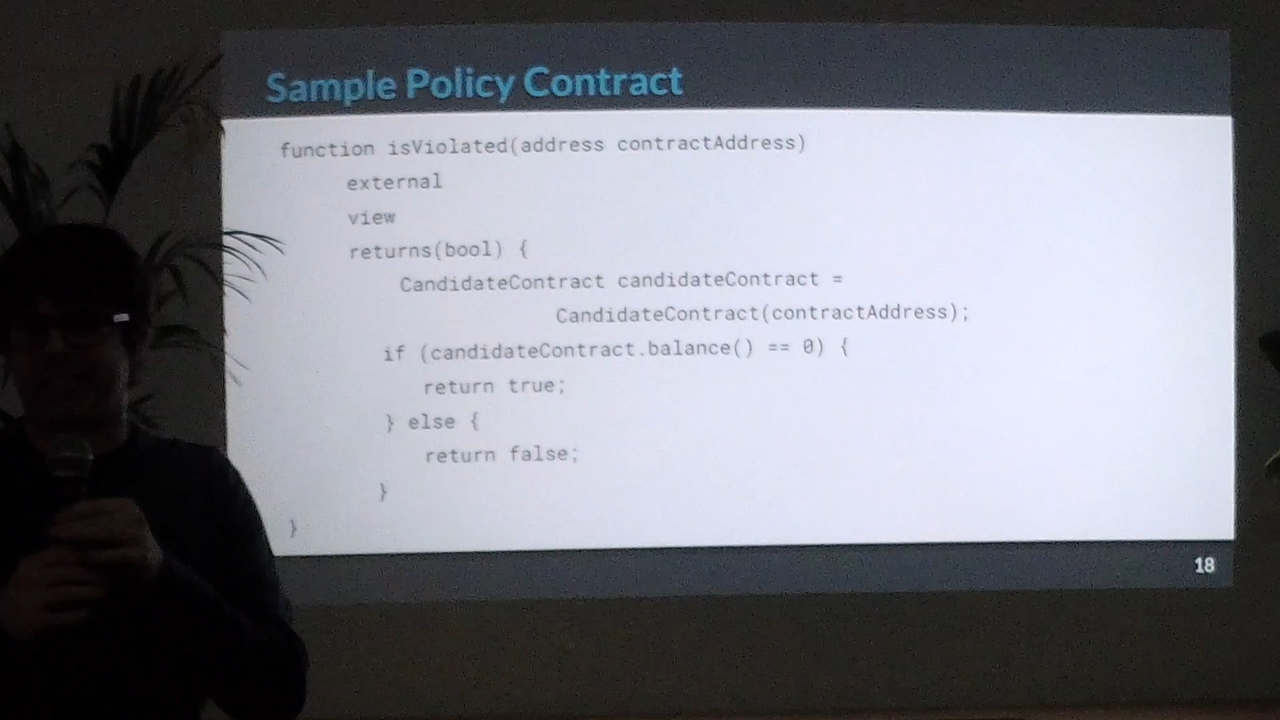 Sample Policy Contract
function isViolated(address contractAddress)
external
view
returns(bool) {
CandidateContract candidateContract =
CandidateContract(contractAddress);
if (candidateContract.balance() == 0) {
return true;
} else {
return false;
}
}
18